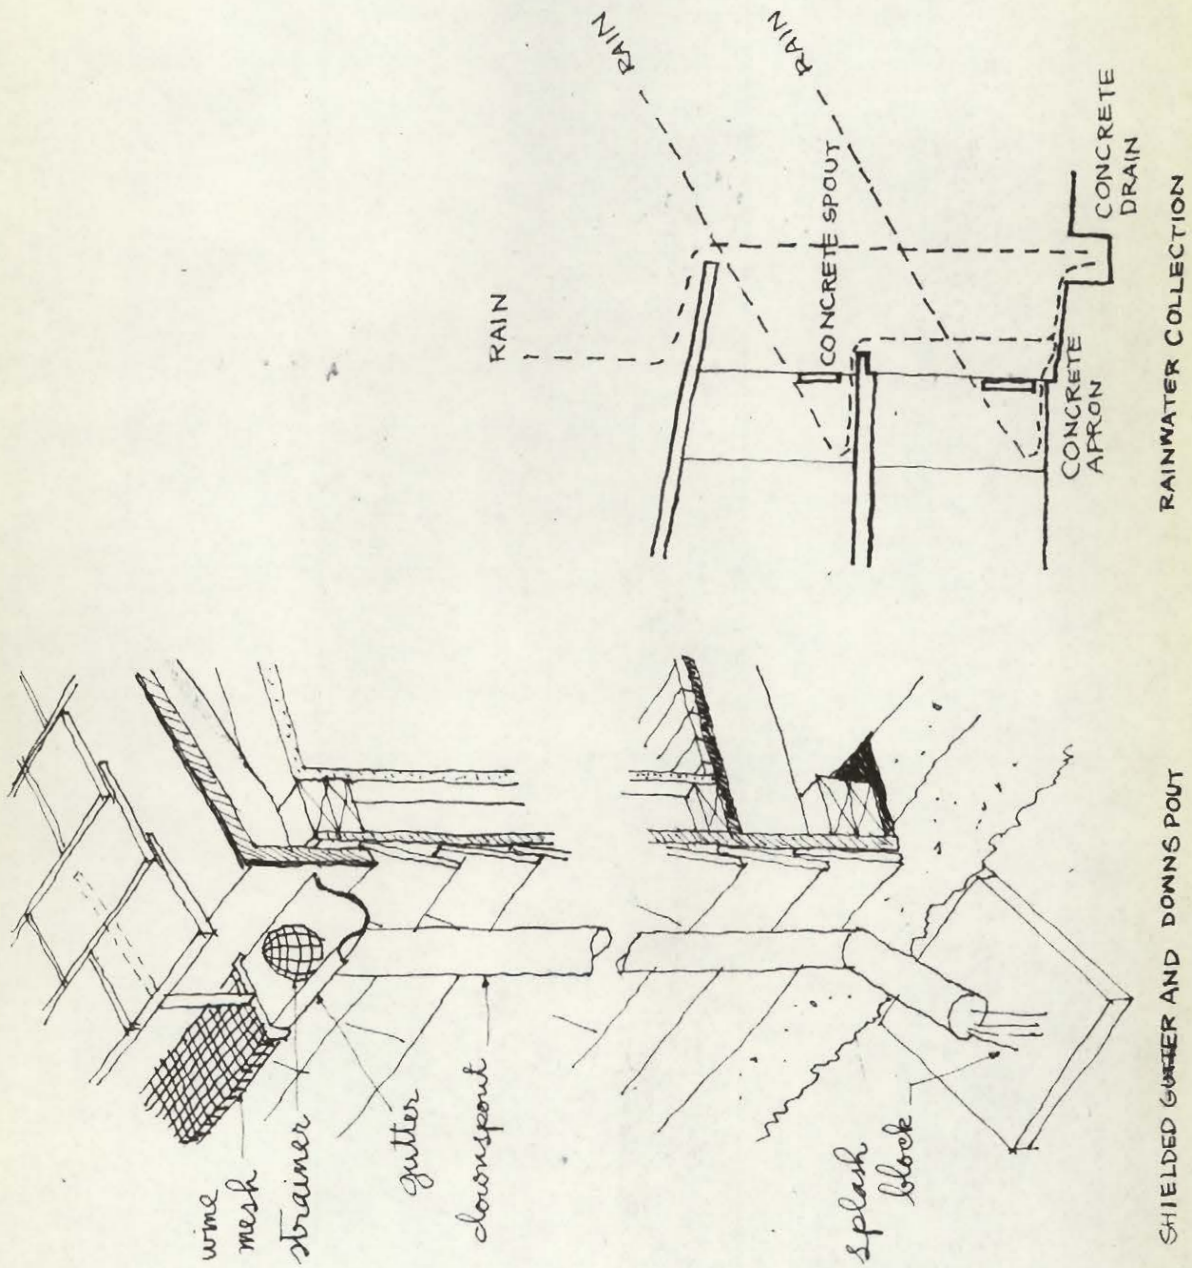 wire
mesh
strainer
gutter
downspout
splash
block
SHIELDED GUTTER AND DOWNSPOUT
RAIN
RAIN
RAIN
CONCRETE SPOUT
CONCRETE
APRON
CONCRETE
DRAIN
RAINWATER COLLECTION